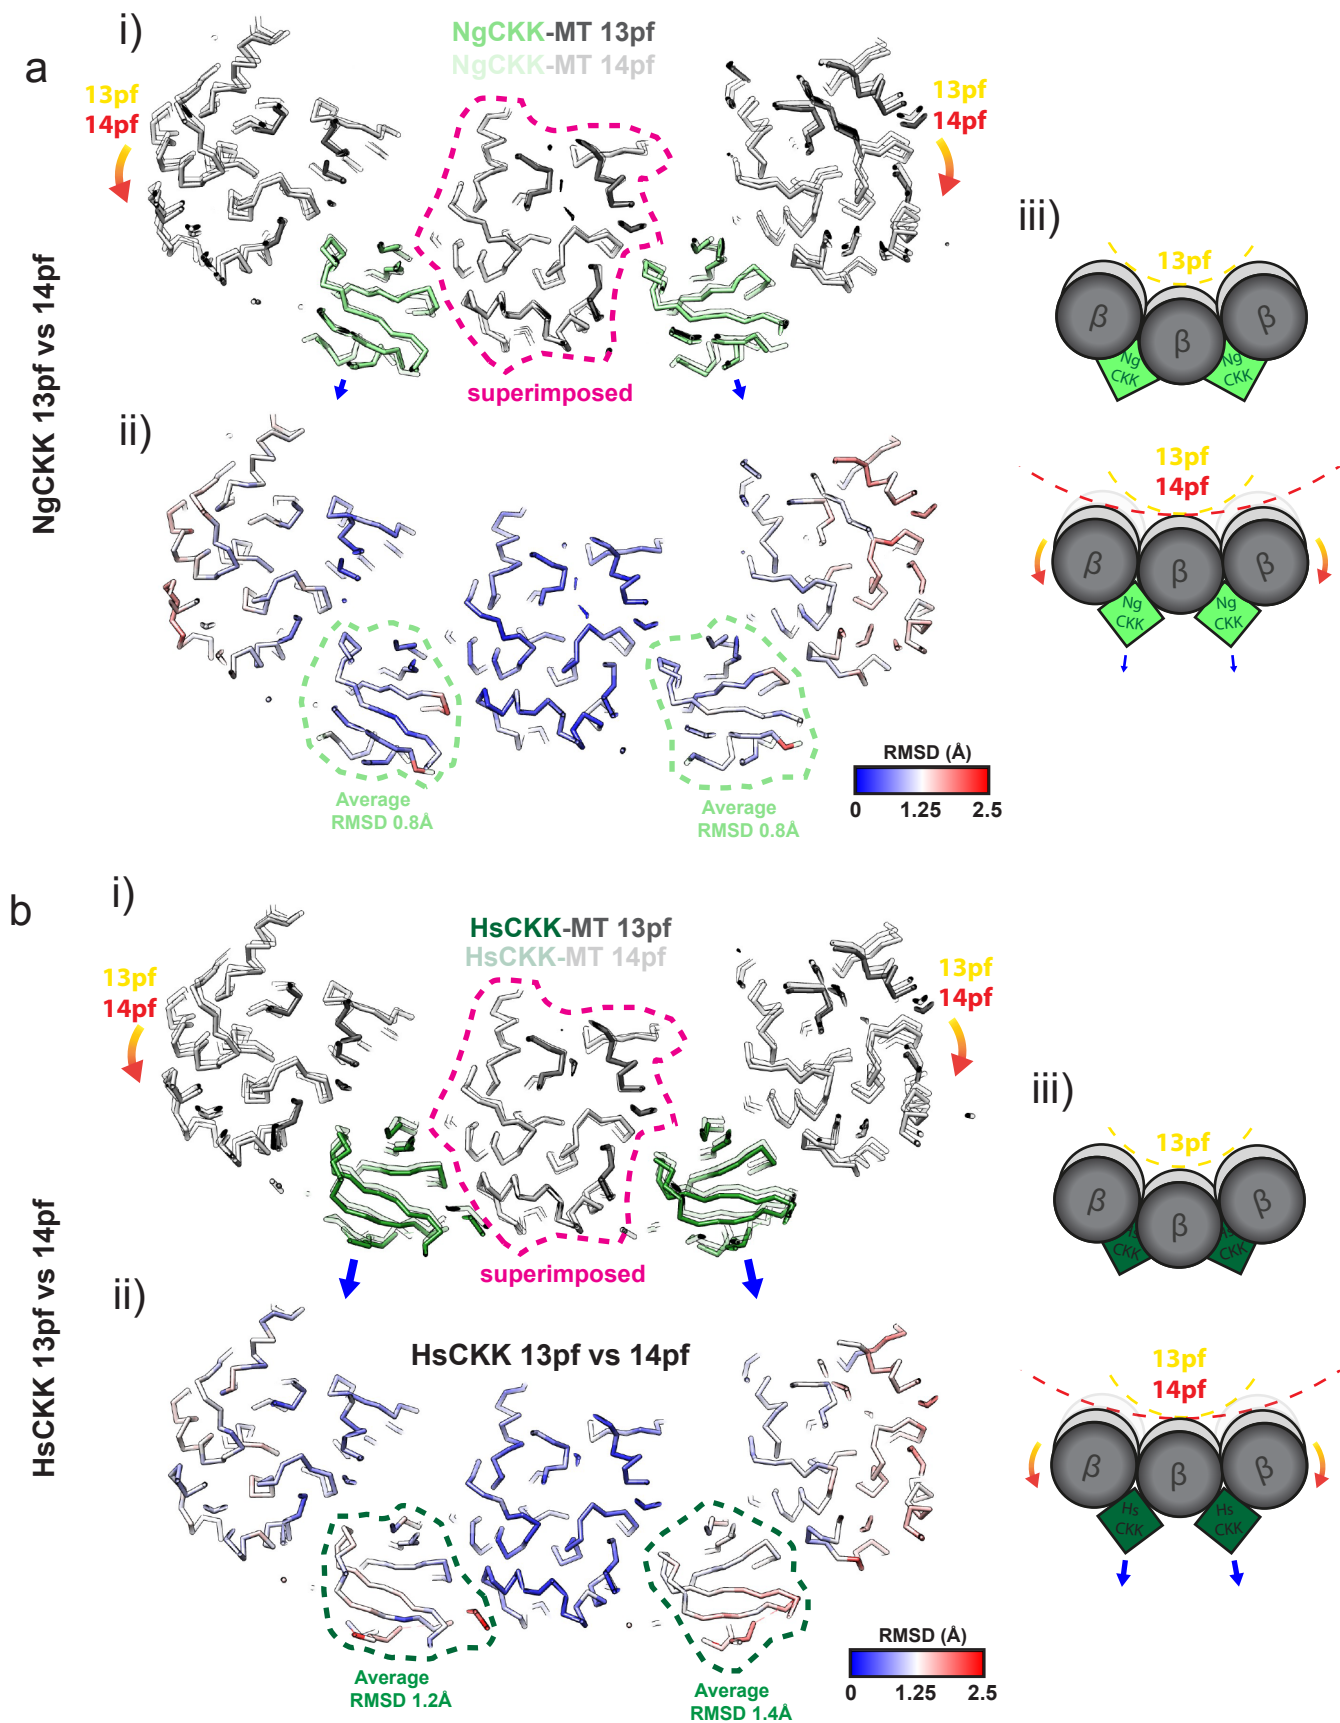 a
i)
NgCKK-MT 13pf
NgCKK-MT 14pf
13pf
14pf
13pf
14pf
superimposed
NgCKK 13pf vs 14pf
ii)
Average
RMSD 0.8Å
Average
RMSD 0.8Å
RMSD (Å)
0 1.25 2.5
iii)
13pf
β β β
Ng
CKK
Ng
CKK
13pf
14pf
β β β
Ng
CKK
Ng
CKK
b
i)
HsCKK-MT 13pf
HsCKK-MT 14pf
13pf
14pf
13pf
14pf
superimposed
HsCKK 13pf vs 14pf
ii)
HsCKK 13pf vs 14pf
Average
RMSD 1.2Å
Average
RMSD 1.4Å
RMSD (Å)
0 1.25 2.5
iii)
13pf
β β β
CKK
CKK
13pf
14pf
β β β
Hs
CKK
Hs
CKK